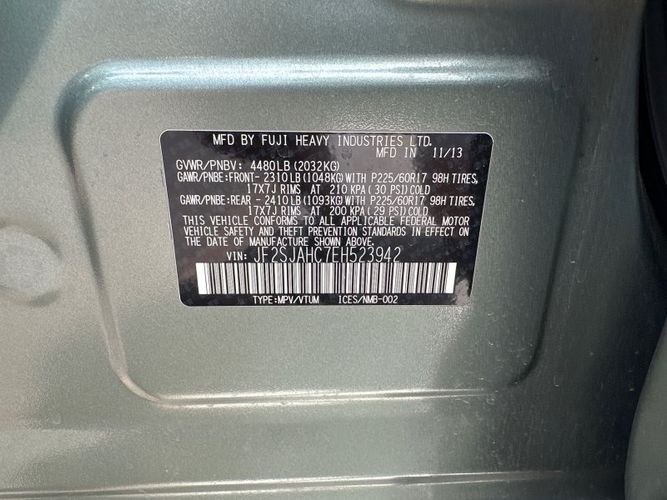 MFD BY FUJI HEAVY INDUSTRIES LTD.
MFD IN 11/13
GVWR/PNBV: 4480LB(2032KG)
GAWR/PNBE:FRONT-2310LB(1048KG)WITH P225/60R17 98H TIRES,
17X7J RIMS AT 210 KPA( 30 PSI)COLD
GAWR/PNBE:REAR -2410LB(1093KG)WITH P225/60R17 98H TIRES,
17X7J RIMS AT 200 KPA(29 PSI)COLD
THIS VEHICLE CONFORMS TO ALL APPLICABLE FEDERAL MOTOR
VEHICLE SAFETY AND THEFT PREVENTION STANDARDS IN EFFECT ON
THE DATE OF MANUFACTURE SHOWN ABOVE.
VIN: JF2SJAHC7EH523942
TYPE:MPV/VTUM ICES/NMB-002